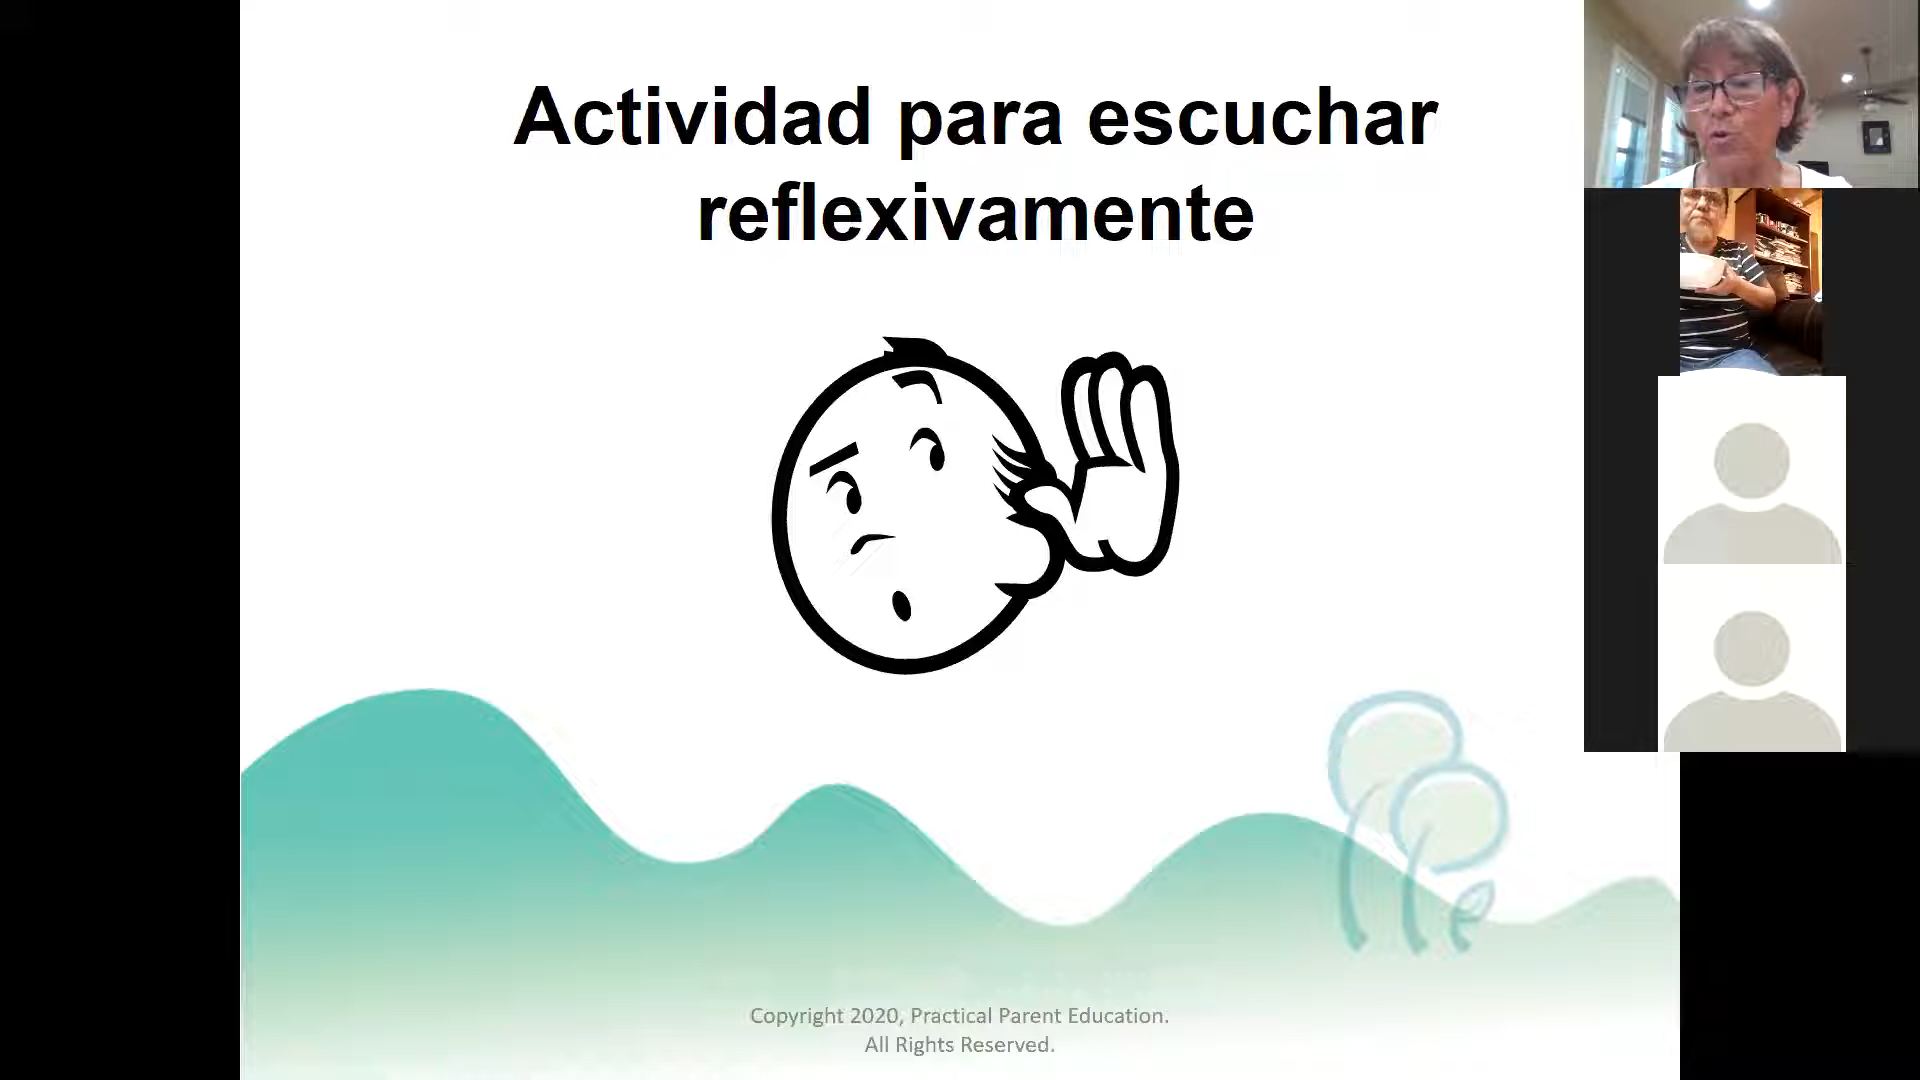 Actividad para escuchar
reflexivamente
Copyright 2020, Practical Parent Education.
All Rights Reserved.